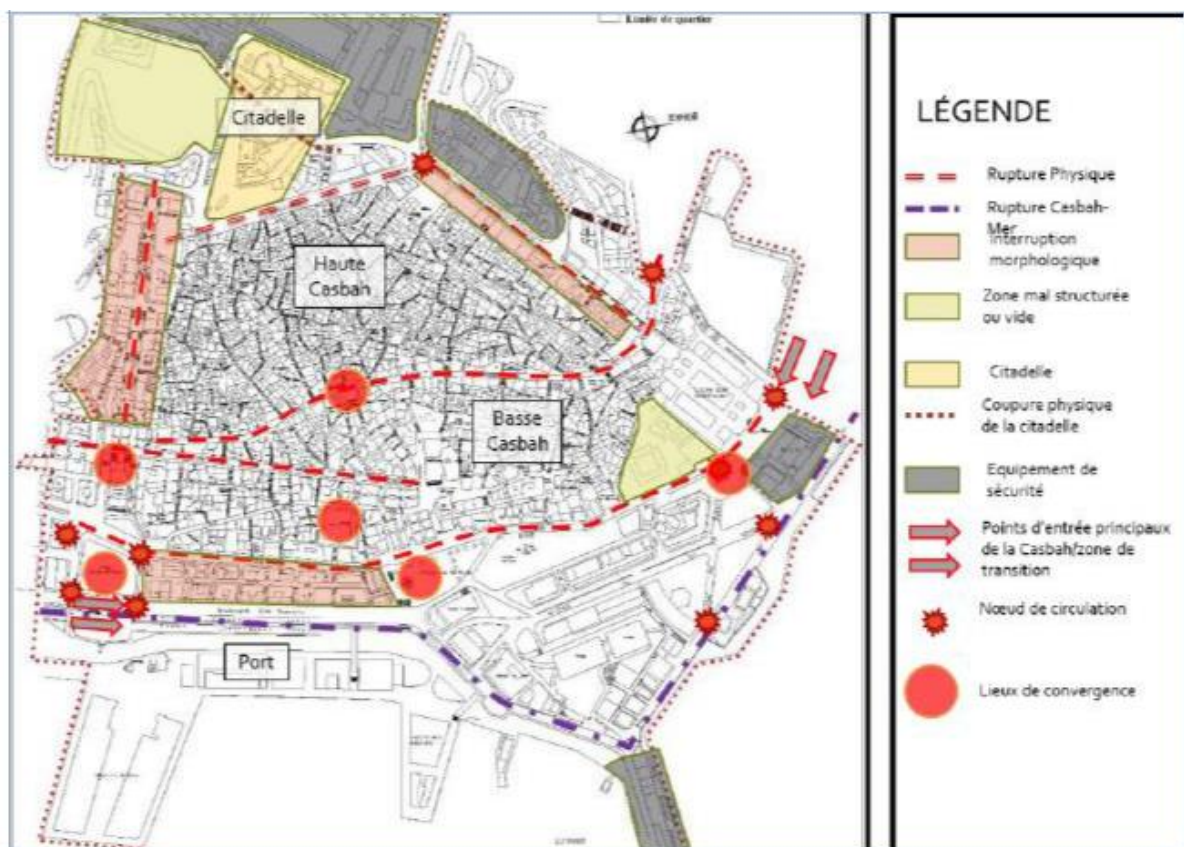 Limite de quartier
Citadelle
Haute
Casbah
Basse
Casbah
Port
LÉGENDE
Rupture Physique
Rupture Casbah-
Mer
Interruption
morphologique
Zone mal structurée
ou vide
Citadelle
Coupure physique
de la citadelle
Equipement de
sécurité
Points d'entrée principaux
de la Casbah/zone de
transition
Nœud de circulation
Lieux de convergence